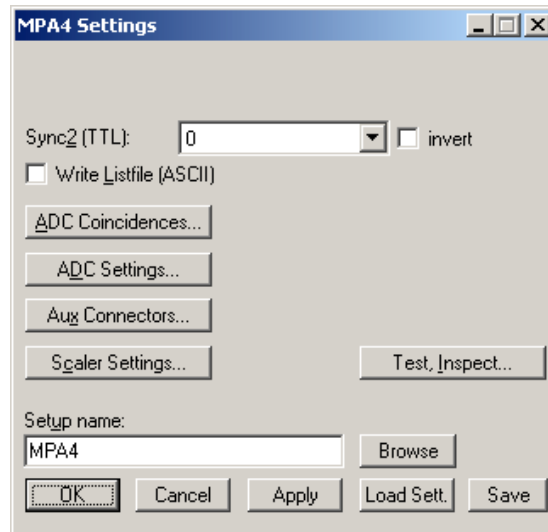 MPA4 Settings
Sync2 (TTL): 0 invert
Write Listfile (ASCII)
ADC Coincidences...
ADC Settings...
Aux Connectors...
Scaler Settings... Test, Inspect...
Setup name:
MPA4 Browse
OK Cancel Apply Load Sett. Save